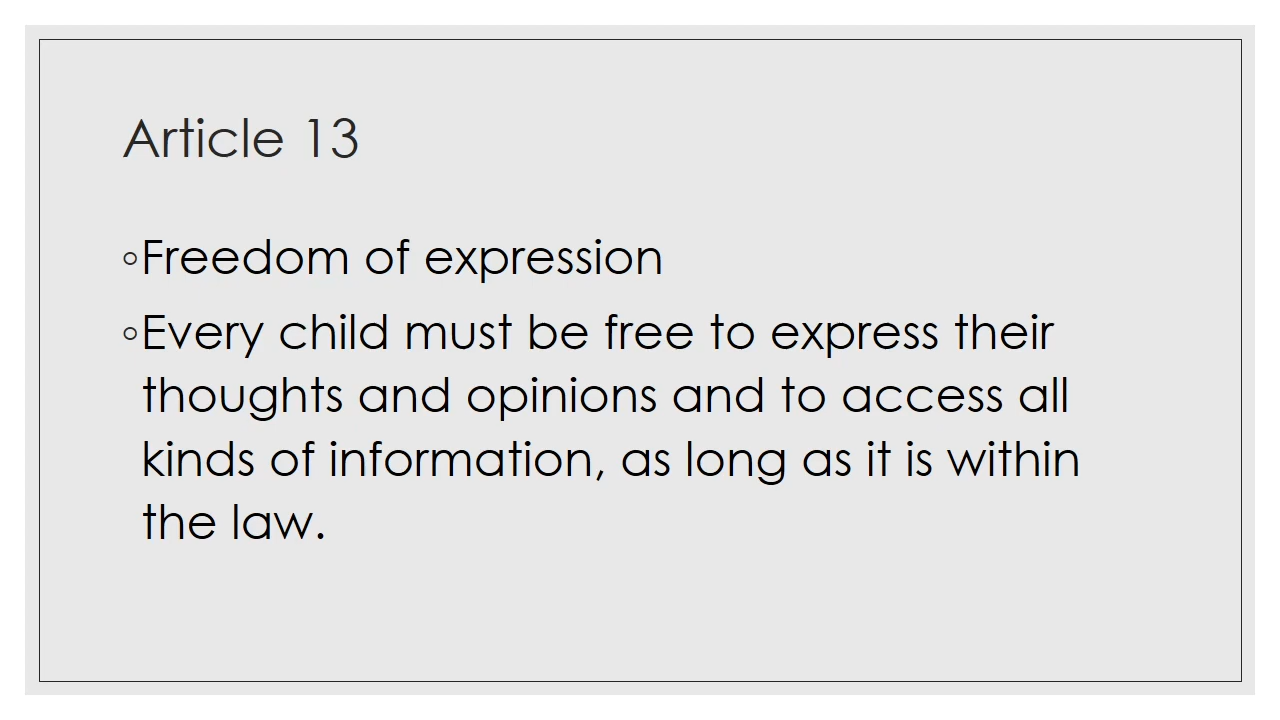 Article 13
◦Freedom of expression
◦Every child must be free to express their
thoughts and opinions and to access all
kinds of information, as long as it is within
the law.